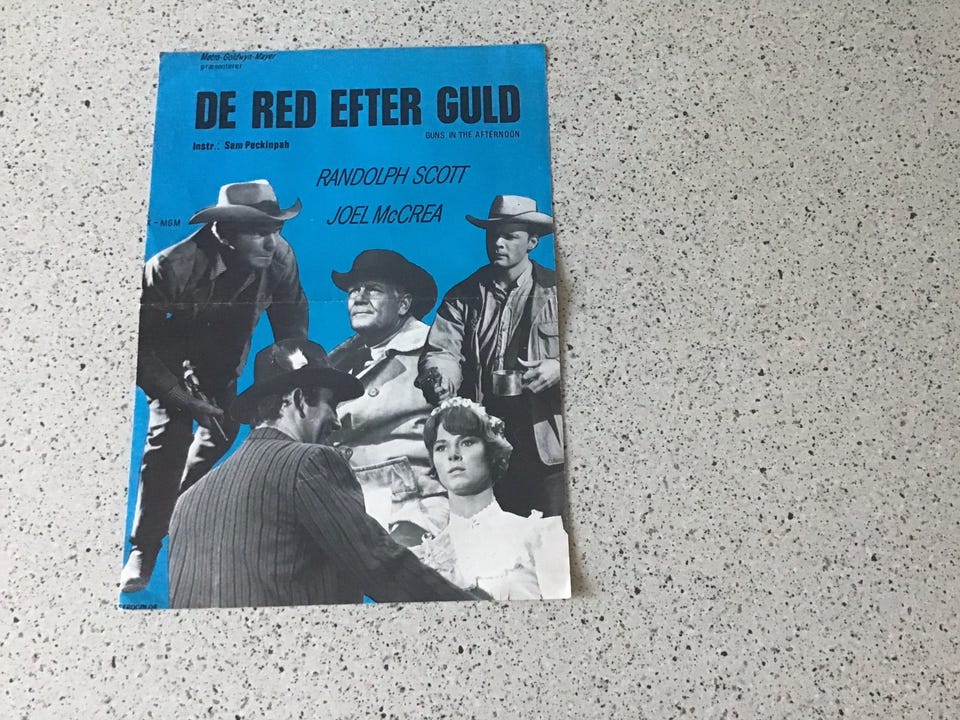 Metro-Goldwyn-Mayer
præsenterer
DE RED EFTER GULD
GUNS IN THE AFTERNOON
Instr.: Sam Peckinpah
RANDOLPH SCOTT
JOEL McCREA
- MGM